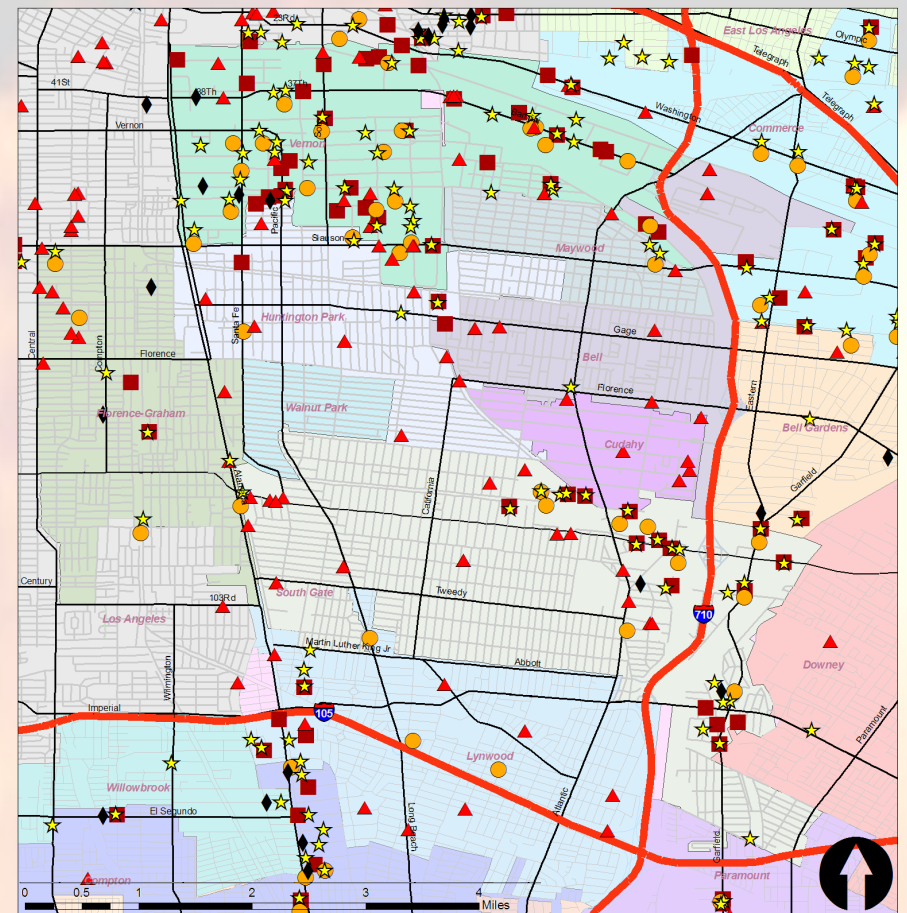 23Rd
East Los Angeles
Olympic
Telegraph
41St
37Th
38Th
Telegraph
Washington
Vernon
Commerce
Vernon
Pacific
Slauson
Maywood
Santa Fe
Huntington Park
Gage
Central
Compton
Florence
Bell
Florence
Eastern
Walnut Park
Florence-Graham
Bell Gardens
Cudahy
Garfield
California
Century
Tweedy
South Gate
103Rd
710
Los Angeles
Martin Luther King Jr
Abbott
Wilmington
Downey
Imperial
105
Paramount
Lynwood
Willowbrook
Atlantic
El Segundo
Long Beach
Garfield
Compton
Paramount
0 0.5 1 2 3 4
Miles